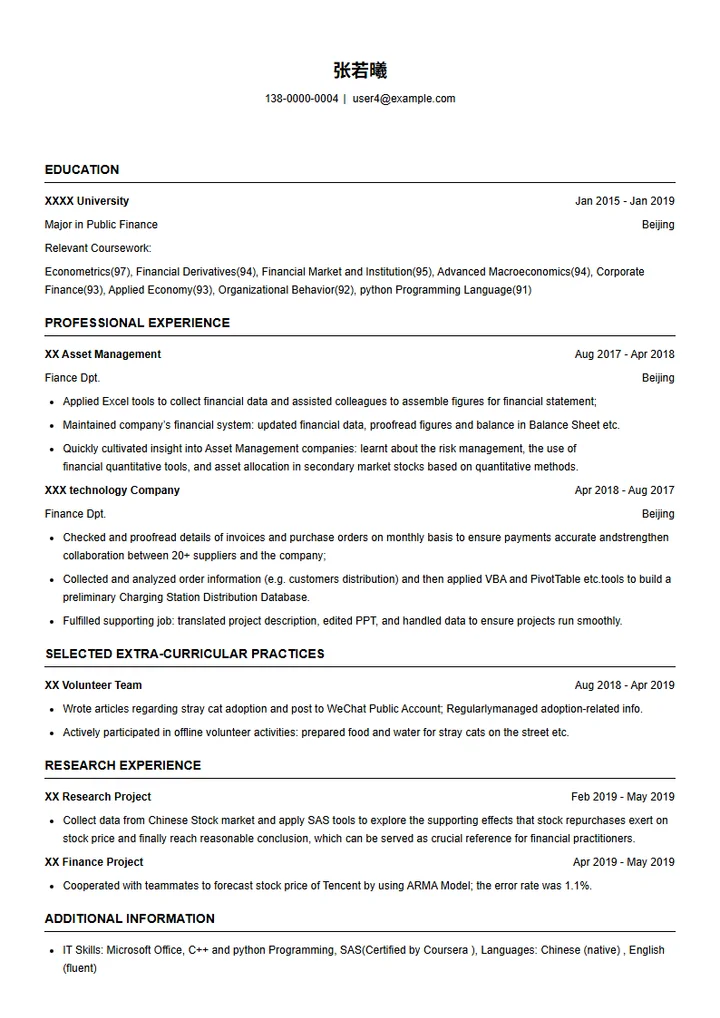 张若曦
138-0000-0004 | user4@example.com
EDUCATION
XXXX University Jan 2015 - Jan 2019
Major in Public Finance Beijing
Relevant Coursework:
Econometrics(97), Financial Derivatives(94), Financial Market and Institution(95), Advanced Macroeconomics(94), Corporate
Finance(93), Applied Economy(93), Organizational Behavior(92), python Programming Language(91)
PROFESSIONAL EXPERIENCE
XX Asset Management Aug 2017 - Apr 2018
Fiance Dpt. Beijing
• Applied Excel tools to collect financial data and assisted colleagues to assemble figures for financial statement;
• Maintained company's financial system: updated financial data, proofread figures and balance in Balance Sheet etc.
• Quickly cultivated insight into Asset Management companies: learnt about the risk management, the use of
financial quantitative tools, and asset allocation in secondary market stocks based on quantitative methods.
XXX technology Company Apr 2018 - Aug 2017
Finance Dpt. Beijing
• Checked and proofread details of invoices and purchase orders on monthly basis to ensure payments accurate andstrengthen
collaboration between 20+ suppliers and the company;
• Collected and analyzed order information (e.g. customers distribution) and then applied VBA and PivotTable etc.tools to build a
preliminary Charging Station Distribution Database.
• Fulfilled supporting job: translated project description, edited PPT, and handled data to ensure projects run smoothly.
SELECTED EXTRA-CURRICULAR PRACTICES
XX Volunteer Team Aug 2018 - Apr 2019
• Wrote articles regarding stray cat adoption and post to WeChat Public Account; Regularlymanaged adoption-related info.
• Actively participated in offline volunteer activities: prepared food and water for stray cats on the street etc.
RESEARCH EXPERIENCE
XX Research Project Feb 2019 - May 2019
• Collect data from Chinese Stock market and apply SAS tools to explore the supporting effects that stock repurchases exert on
stock price and finally reach reasonable conclusion, which can be served as crucial reference for financial practitioners.
XX Finance Project Apr 2019 - May 2019
• Cooperated with teammates to forecast stock price of Tencent by using ARMA Model; the error rate was 1.1%.
ADDITIONAL INFORMATION
• IT Skills: Microsoft Office, C++ and python Programming, SAS(Certified by Coursera ), Languages: Chinese (native) , English
(fluent)